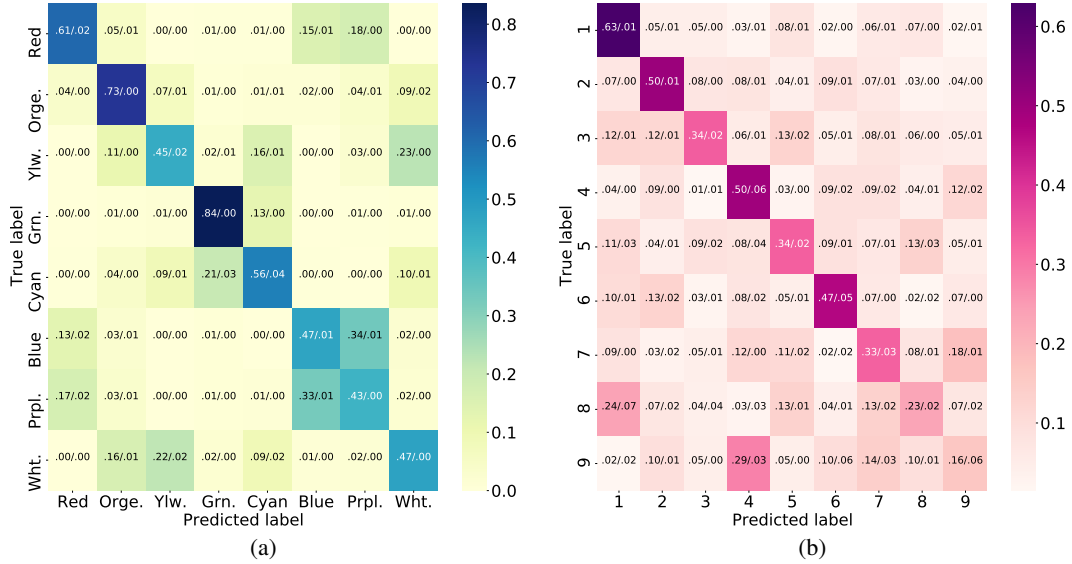 Red .61/.02 .05/.01 .00/.00 .01/.00 .01/.00 .15/.01 .18/.00 .00/.00
Orge. .04/.00 .73/.00 .07/.01 .01/.00 .01/.01 .02/.00 .04/.01 .09/.02
Ylw. .00/.00 .11/.00 .45/.02 .02/.01 .16/.01 .00/.00 .03/.00 .23/.00
Grn. .00/.00 .01/.00 .01/.00 .84/.00 .13/.00 .00/.00 .01/.00 .01/.00
Cyan .00/.00 .04/.00 .09/.01 .21/.03 .56/.04 .00/.00 .00/.00 .10/.01
Blue .13/.02 .03/.01 .00/.00 .01/.00 .00/.00 .47/.01 .34/.01 .02/.00
Prpl. .17/.02 .03/.01 .00/.00 .01/.00 .01/.00 .33/.01 .43/.00 .02/.00
Wht. .00/.00 .16/.01 .22/.02 .02/.00 .09/.02 .01/.00 .02/.00 .47/.00
Red Orge. Ylw. Grn. Cyan Blue Prpl. Wht.
Predicted label
True label
0.8
0.7
0.6
0.5
0.4
0.3
0.2
0.1
0.0
(a)
1 .63/.01 .05/.01 .05/.00 .03/.01 .08/.01 .02/.00 .06/.01 .07/.00 .02/.01
2 .07/.00 .50/.01 .08/.00 .08/.01 .04/.01 .09/.01 .07/.01 .03/.00 .04/.00
3 .12/.01 .12/.01 .34/.02 .06/.01 .13/.02 .05/.01 .08/.01 .06/.00 .05/.01
4 .04/.00 .09/.00 .01/.01 .50/.06 .03/.00 .09/.02 .09/.02 .04/.01 .12/.02
5 .11/.03 .04/.01 .09/.02 .08/.04 .34/.02 .09/.01 .07/.01 .13/.03 .05/.01
6 .10/.01 .13/.02 .03/.01 .08/.02 .05/.01 .47/.05 .07/.00 .02/.02 .07/.00
7 .09/.00 .03/.02 .05/.01 .12/.00 .11/.02 .02/.02 .33/.03 .08/.01 .18/.01
8 .24/.07 .07/.02 .04/.04 .03/.03 .13/.01 .04/.01 .13/.02 .23/.02 .07/.02
9 .02/.02 .10/.01 .05/.00 .29/.03 .05/.00 .10/.06 .14/.03 .10/.01 .16/.06
1 2 3 4 5 6 7 8 9
Predicted label
True label
0.6
0.5
0.4
0.3
0.2
0.1
(b)